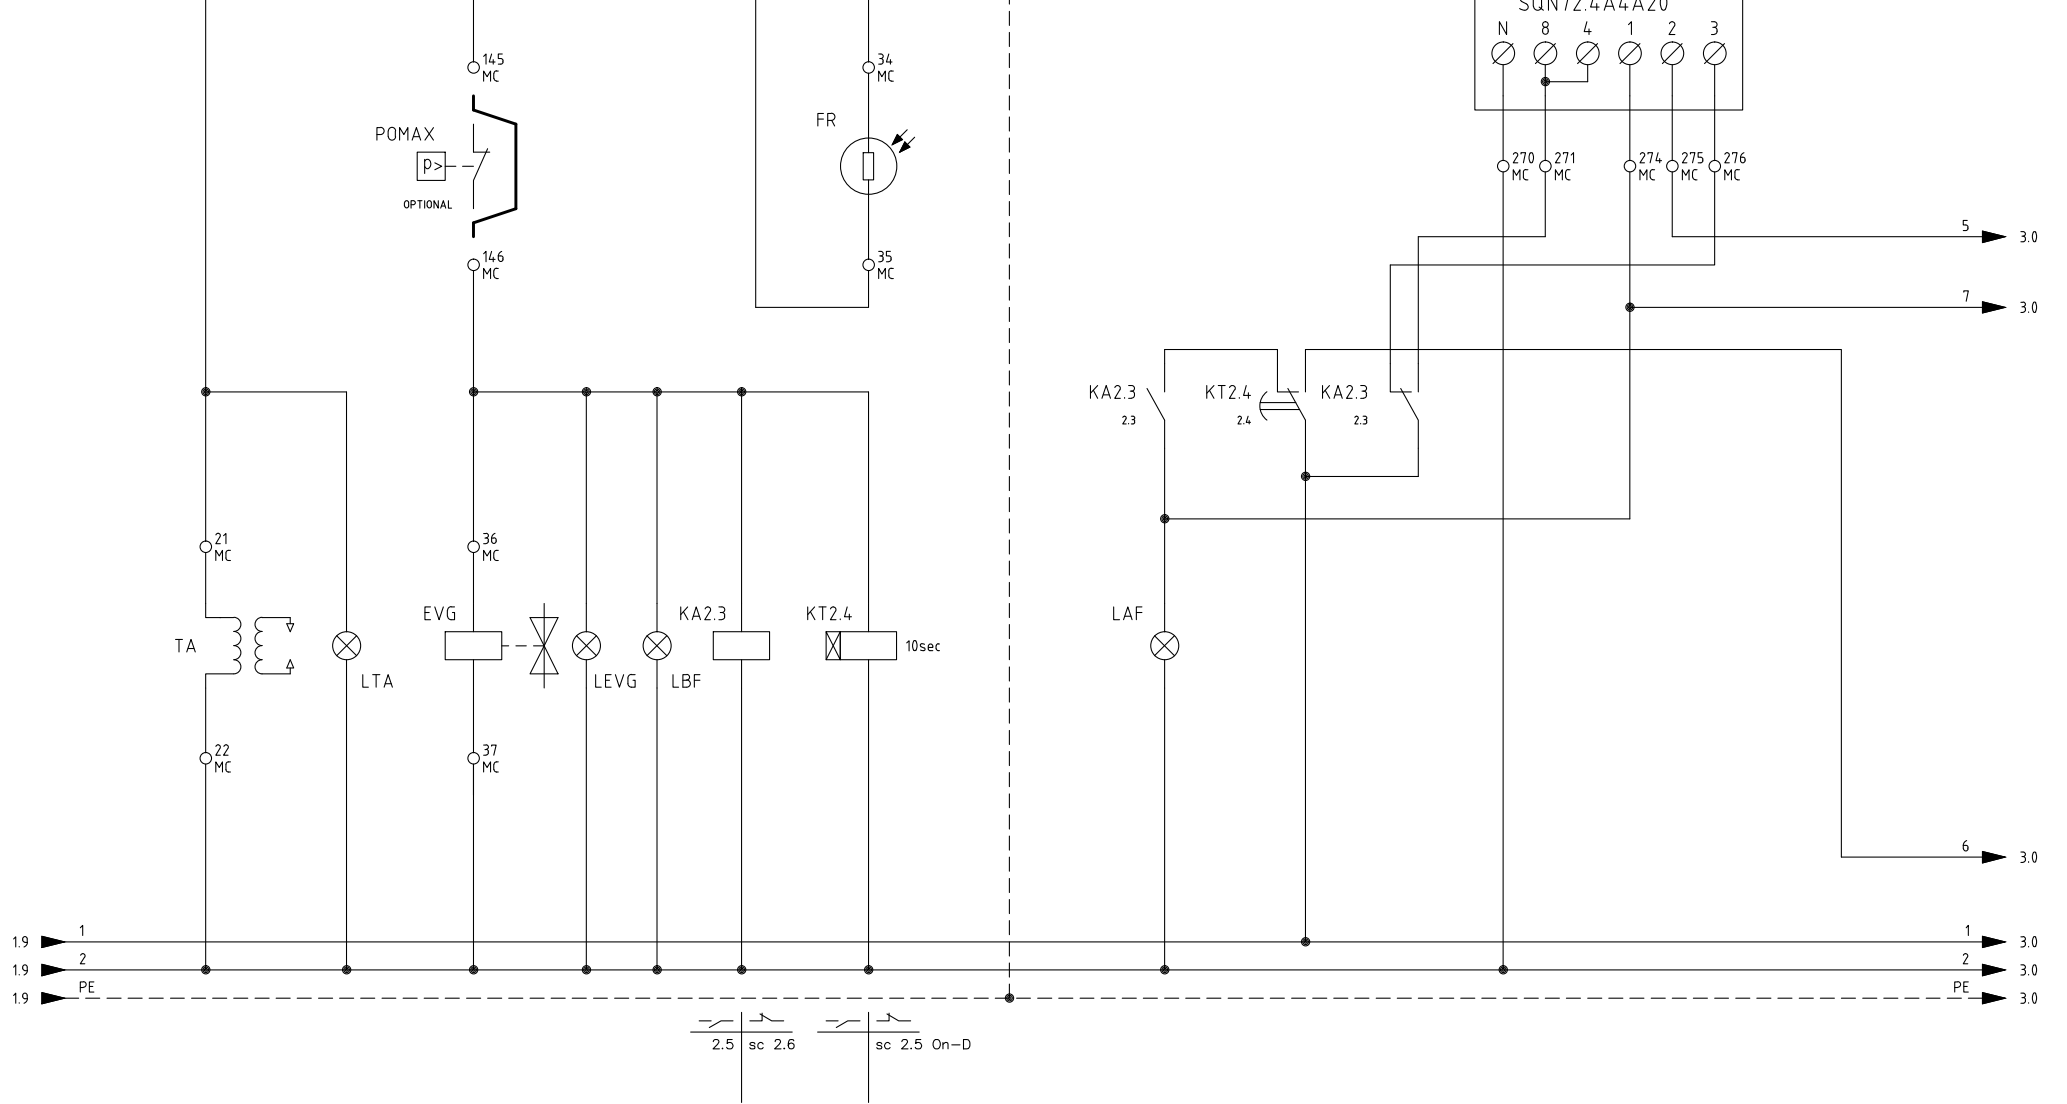 SQN72.4A4A20
N 8 4 1 2 3
145
MC
34
MC
POMAX
p>
OPTIONAL
FR
270
MC
271
MC
274
MC
275
MC
276
MC
146
MC
35
MC
5 3.0
7 3.0
KA2.3
2.3
KT2.4
2.4
KA2.3
2.3
21
MC
36
MC
TA
LTA
EVG
LEVG
LBF
KA2.3
KT2.4
10sec
LAF
22
MC
37
MC
6 3.0
1.9 1 1 3.0
1.9 2 2 3.0
1.9 PE PE 3.0
2.5 sc 2.6
sc 2.5 On-D